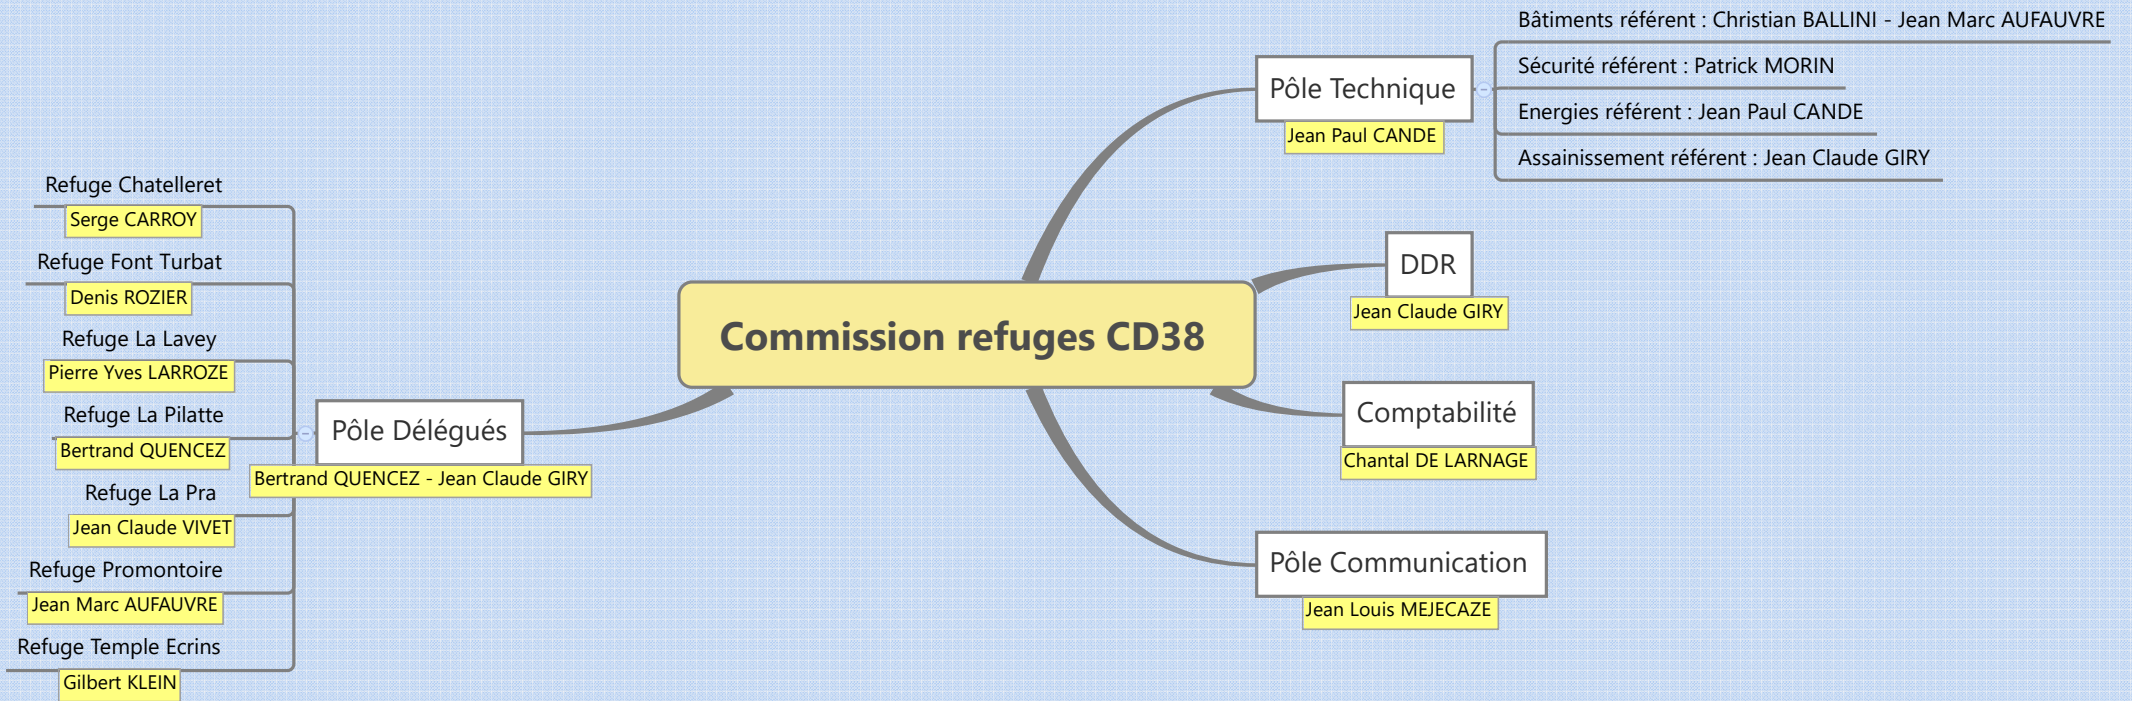 Commission refuges CD38
Pôle Technique
Jean Paul CANDE
Bâtiments référent : Christian BALLINI - Jean Marc AUFAUVRE
Sécurité référent : Patrick MORIN
Energies référent : Jean Paul CANDE
Assainissement référent : Jean Claude GIRY
DDR
Jean Claude GIRY
Comptabilité
Chantal DE LARNAGE
Pôle Communication
Jean Louis MEJECAZE
Pôle Délégués
Bertrand QUENCEZ - Jean Claude GIRY
Refuge Chatelleret
Serge CARROY
Refuge Font Turbat
Denis ROZIER
Refuge La Lavey
Pierre Yves LARROZE
Refuge La Pilatte
Bertrand QUENCEZ
Refuge La Pra
Jean Claude VIVET
Refuge Promontoire
Jean Marc AUFAUVRE
Refuge Temple Ecrins
Gilbert KLEIN